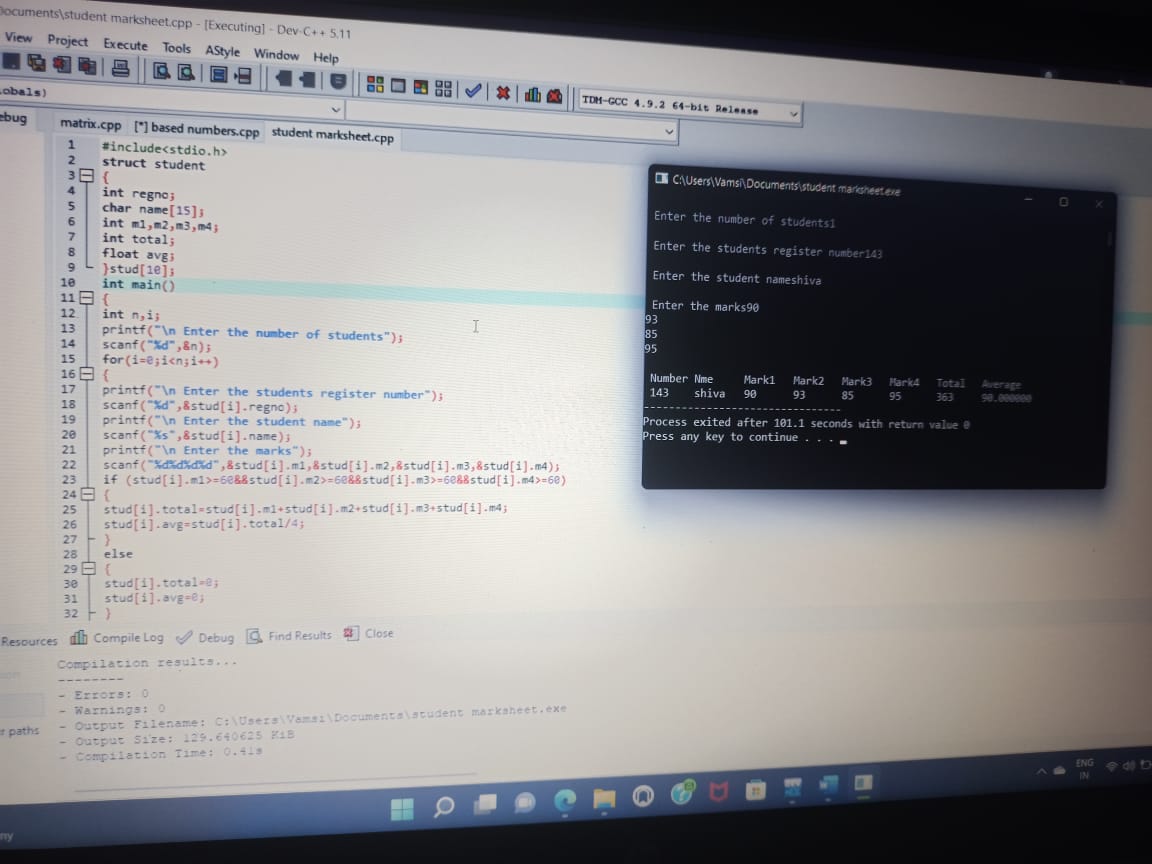 ocuments\student marksheet.cpp - [Executing] - Dev-C++ 5.11
View Project Execute Tools AStyle Window Help
TDM-GCC 4.9.2 64-bit Release
obals)
ebug
matrix.cpp [*] based numbers.cpp student marksheet.cpp
1 #include<stdio.h>
2 struct student
3 {
4 int regno;
5 char name[15];
6 int m1,m2,m3,m4;
7 int total;
8 float avg;
9 }stud[10];
10 int main()
11 {
12 int n,i;
13 printf("\n Enter the number of students");
14 scanf("%d",&n);
15 for(i=0;i<n;i++)
16 {
17 printf("\n Enter the students register number");
18 scanf("%d",&stud[i].regno);
19 printf("\n Enter the student name");
20 scanf("%s",&stud[i].name);
21 printf("\n Enter the marks");
22 scanf("%d%d%d%d",&stud[i].m1,&stud[i].m2,&stud[i].m3,&stud[i].m4);
23 if (stud[i].m1>=60&&stud[i].m2>=60&&stud[i].m3>=60&&stud[i].m4>=60)
24 {
25 stud[i].total=stud[i].m1+stud[i].m2+stud[i].m3+stud[i].m4;
26 stud[i].avg=stud[i].total/4;
27 }
28 else
29 {
30 stud[i].total=0;
31 stud[i].avg=0;
32 }
C:\Users\Vamsi\Documents\student marksheet.exe
Enter the number of students1
Enter the students register number143
Enter the student nameshiva
Enter the marks90
93
85
95
Number Nme Mark1 Mark2 Mark3 Mark4 Total Average
143 shiva 90 93 85 95 363 90.000000
--------------------------------
Process exited after 101.1 seconds with return value 0
Press any key to continue . . .
Resources Compile Log Debug Find Results Close
Compilation results...
--------
- Errors: 0
- Warnings: 0
- Output Filename: C:\Users\Vamsi\Documents\student marksheet.exe
- Output Size: 129.640625 KiB
- Compilation Time: 0.41s
r paths
ENG
IN
ny